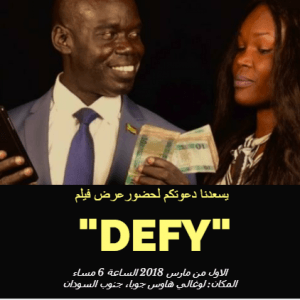 يسعدنا دعوتكم لحضور عرض فيلم
"DEFY"
الاول من مارس 2018 الساعة 6 مساء
المكان: لوغالي هاوس جوبا، جنوب السودان